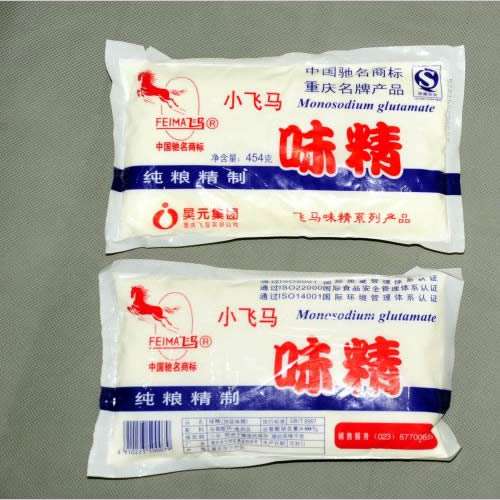 中国驰名商标
重庆名牌产品
小飞马
Monosodium glutamate
FEIMA飞马®
中国驰名商标
味精
净含量: 454克
纯粮精制
昊元集团
飞马味精系列产品
通过ISO22000国际食品安全管理体系认证
通过ISO14001国际环境管理体系认证
小飞马
Monosodium glutamate
FEIMA飞马®
中国驰名商标
味精
纯粮精制
销售服务 (023)